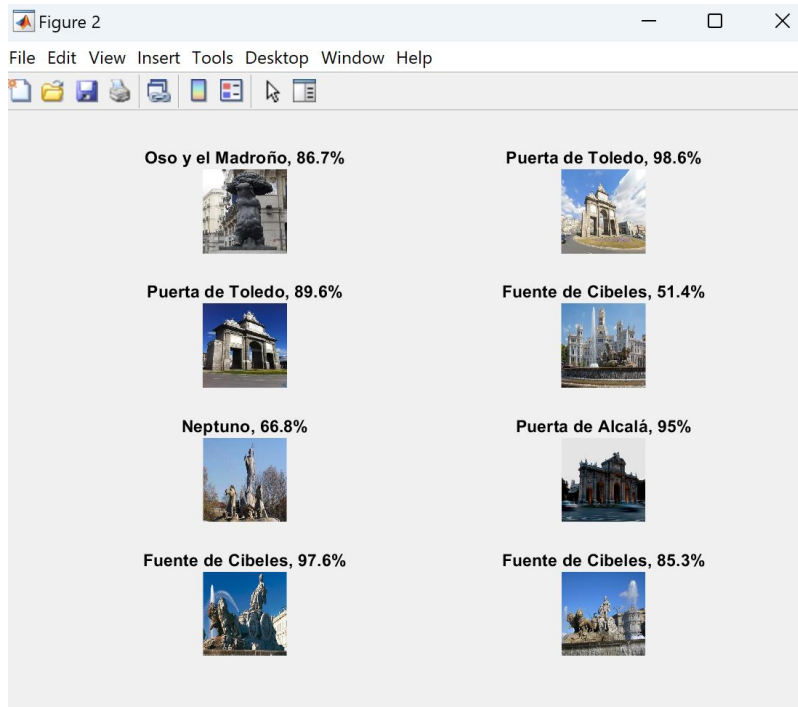 Figure 2
File Edit View Insert Tools Desktop Window Help
Oso y el Madroño, 86.7%
Puerta de Toledo, 98.6%
Puerta de Toledo, 89.6%
Fuente de Cibeles, 51.4%
Neptuno, 66.8%
Puerta de Alcalá, 95%
Fuente de Cibeles, 97.6%
Fuente de Cibeles, 85.3%